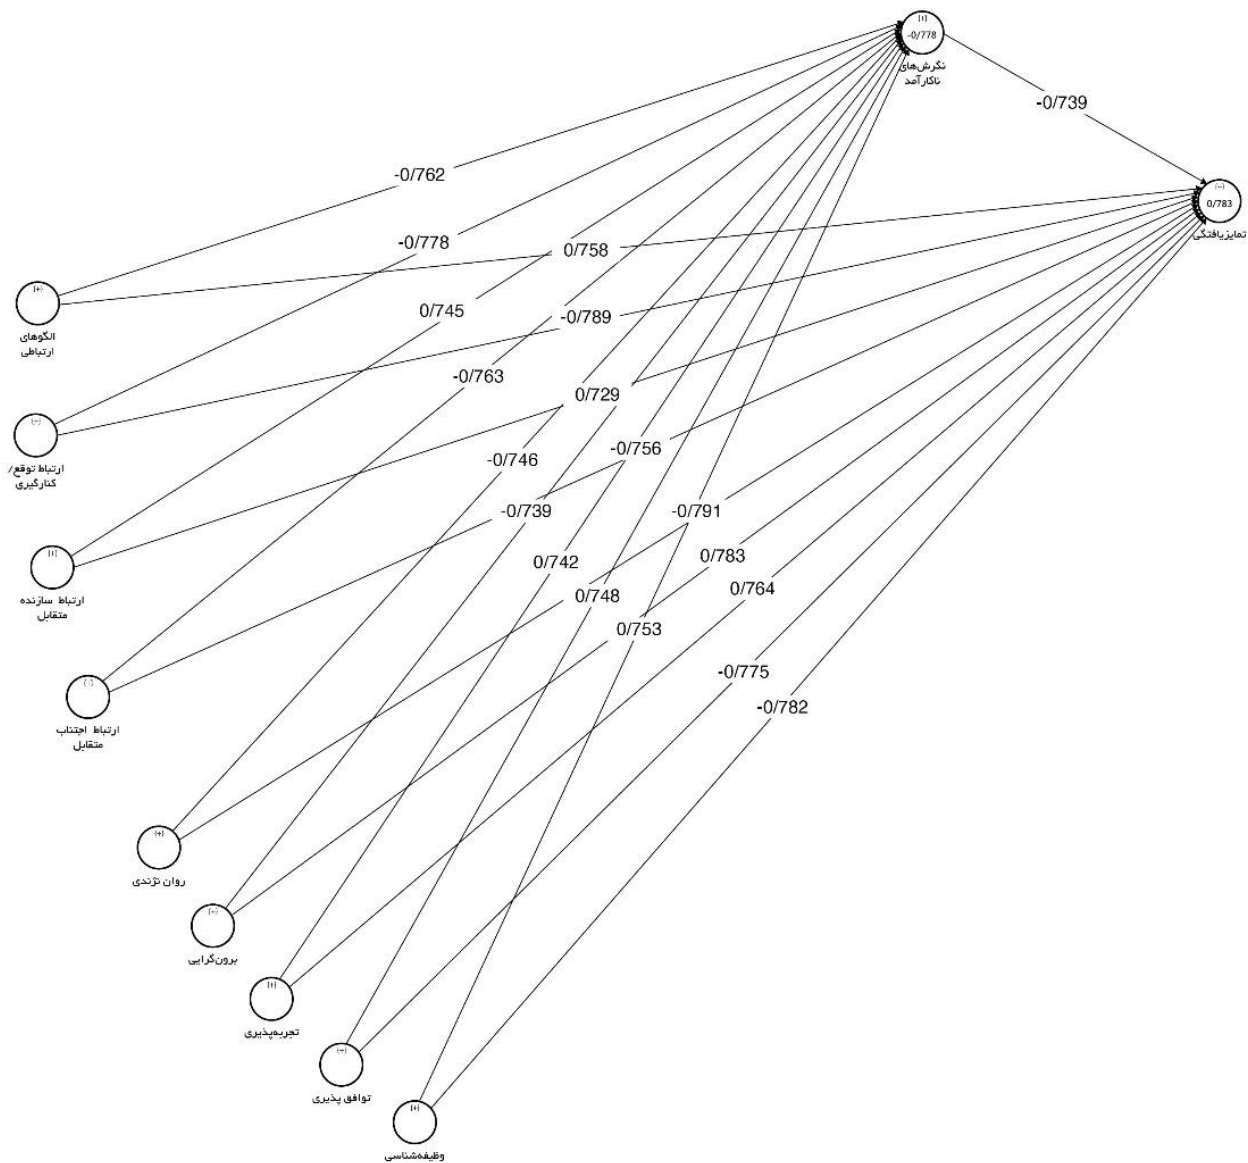 -0/778
نگرش‌های
ناکارآمد
-0/739
-0/762
0/783
تمایزیافتگی
-0/778
0/758
[+]
الگوهای
ارتباطی
0/745
-0/789
-0/763
0/729
ارتباط توقع/
کنارگیری
-0/746
-0/756
-0/739
-0/791
0/742
0/783
ارتباط سازنده
متقابل
0/748
0/764
0/753
-0/775
ارتباط اجتناب
متقابل
-0/782
[+]
روان نژندی
[+]
برون‌گرایی
[+]
تجربه‌پذیری
[+]
توافق پذیری
[+]
وظیفه‌شناسی